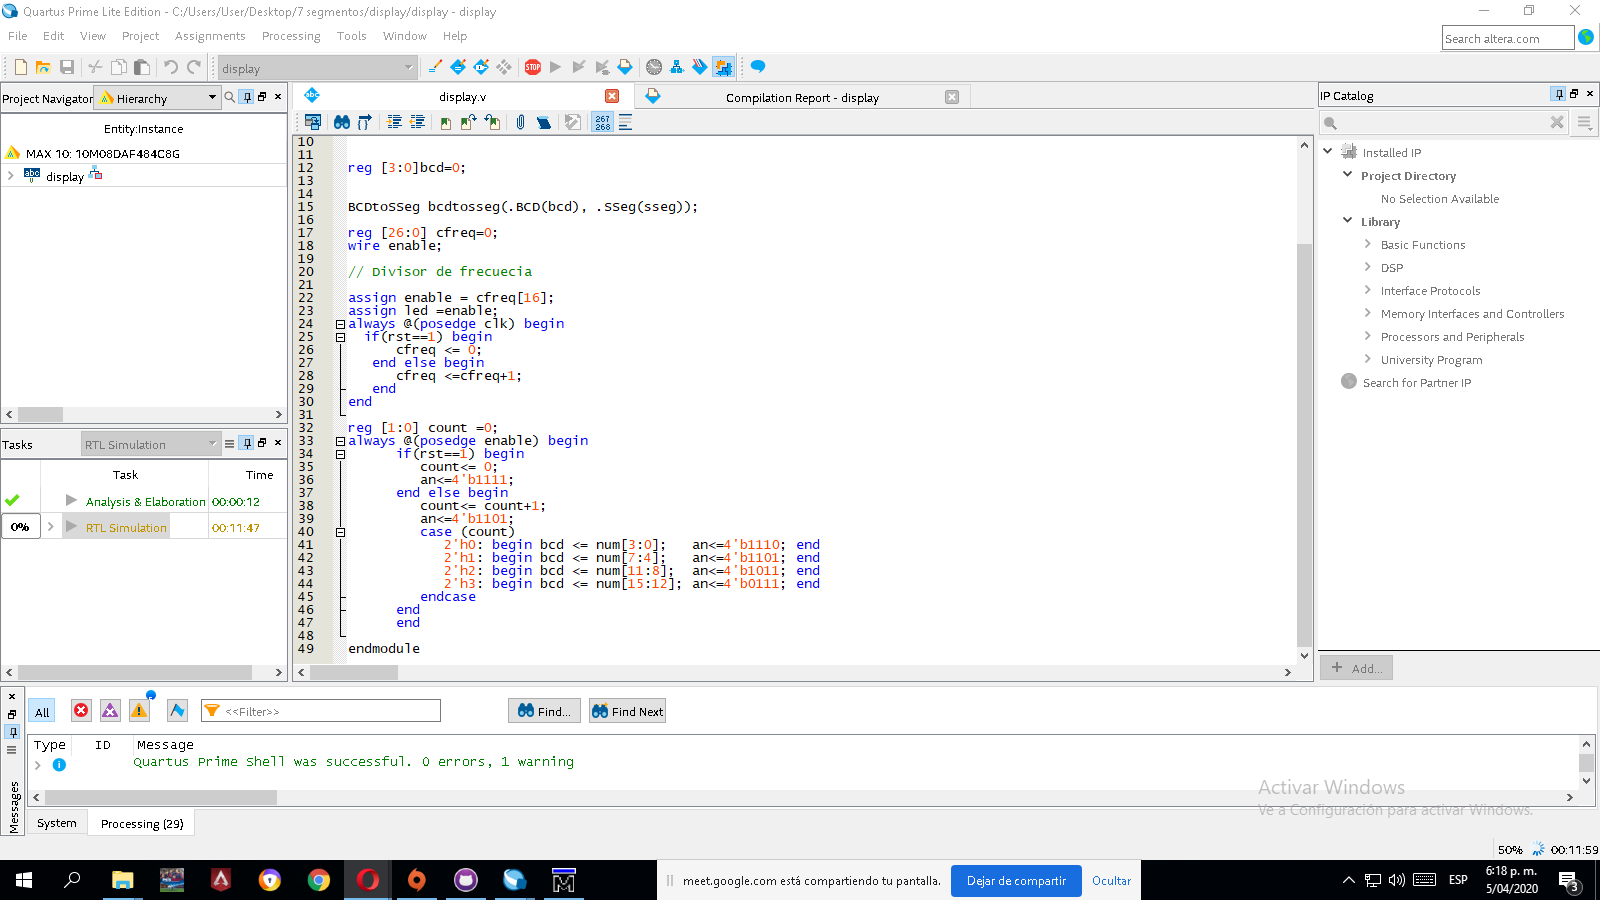 Quartus Prime Lite Edition - C:/Users/User/Desktop/7 segmentos/display/display - display
File Edit View Project Assignments Processing Tools Window Help
Search altera.com
display
Project Navigator Hierarchy
display.v
Compilation Report - display
IP Catalog
Entity:Instance
MAX 10: 10M08DAF484C8G
abc display
267
268
Installed IP
Project Directory
No Selection Available
Library
Basic Functions
DSP
Interface Protocols
Memory Interfaces and Controllers
Processors and Peripherals
University Program
Search for Partner IP
+ Add...
10
11
12 reg [3:0]bcd=0;
13
14
15 BCDtoSSeg bcdtosseg(.BCD(bcd), .SSeg(sseg));
16
17 reg [26:0] cfreq=0;
18 wire enable;
19
20 // Divisor de frecuecia
21
22 assign enable = cfreq[16];
23 assign led =enable;
24 always @(posedge clk) begin
25 if(rst==1) begin
26 cfreq <= 0;
27 end else begin
28 cfreq <=cfreq+1;
29 end
30 end
31
32 reg [1:0] count =0;
33 always @(posedge enable) begin
34 if(rst==1) begin
35 count<= 0;
36 an<=4'b1111;
37 end else begin
38 count<= count+1;
39 an<=4'b1101;
40 case (count)
41 2'h0: begin bcd <= num[3:0]; an<=4'b1110; end
42 2'h1: begin bcd <= num[7:4]; an<=4'b1101; end
43 2'h2: begin bcd <= num[11:8]; an<=4'b1011; end
44 2'h3: begin bcd <= num[15:12]; an<=4'b0111; end
45 endcase
46 end
47 end
48
49 endmodule
Tasks RTL Simulation
Task Time
Analysis & Elaboration 00:00:12
0% RTL Simulation 00:11:47
All <<Filter>> Find... Find Next
Type ID Message
Quartus Prime Shell was successful. 0 errors, 1 warning
Messages
System Processing (29)
Activar Windows
Ve a Configuración para activar Windows.
50% 00:11:59
meet.google.com está compartiendo tu pantalla. Dejar de compartir Ocultar
ESP
6:18 p. m.
5/04/2020
3